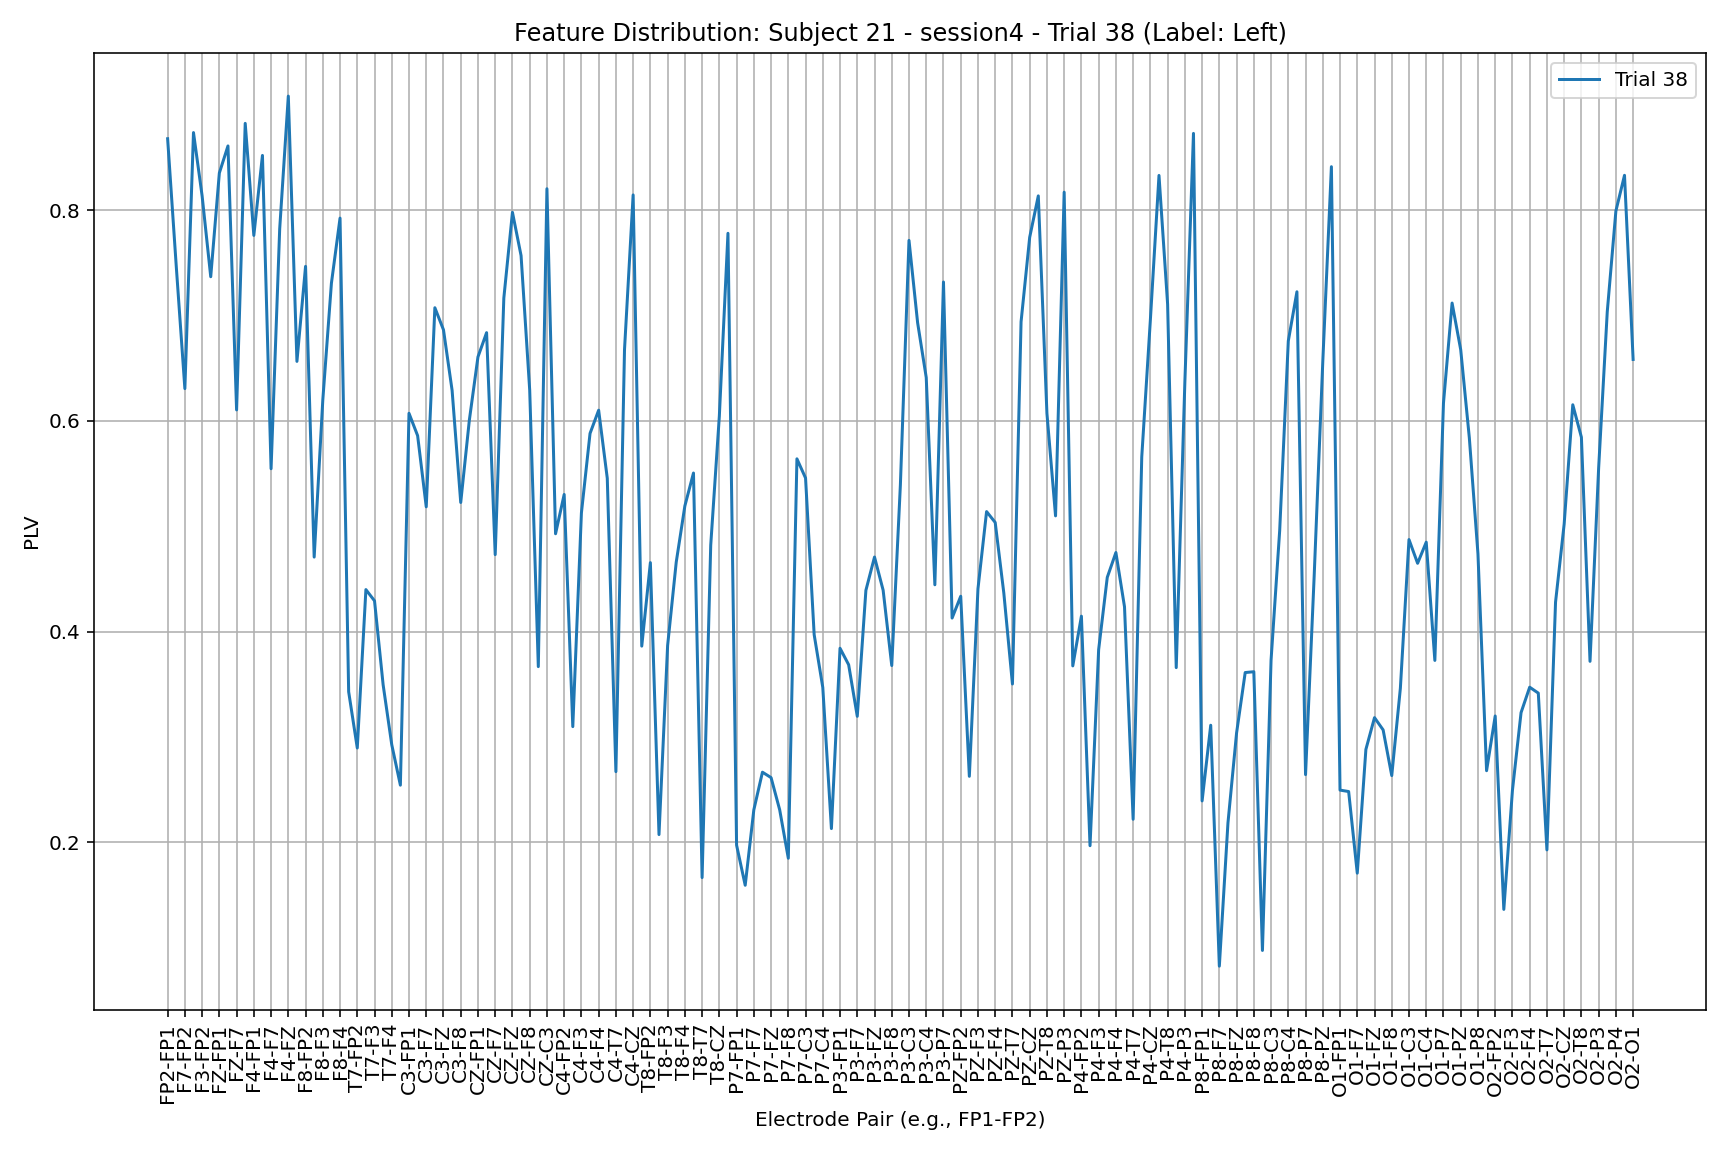 Feature Distribution: Subject 21 - session4 - Trial 38 (Label: Left)
Trial 38
PLV
0.8
0.6
0.4
0.2
FP2-FP1
F7-FP2
F3-FP2
FZ-FP1
FZ-F7
F4-FP1
F4-F7
F4-FZ
F8-FP2
F8-F3
F8-F4
T7-FP2
T7-F3
T7-F4
C3-FP1
C3-F7
C3-FZ
C3-F8
CZ-FP1
CZ-F7
CZ-FZ
CZ-F8
CZ-C3
C4-FP2
C4-F3
C4-F4
C4-T7
C4-CZ
T8-FP2
T8-F3
T8-F4
T8-T7
T8-CZ
P7-FP1
P7-F7
P7-FZ
P7-F8
P7-C3
P7-C4
P3-FP1
P3-F7
P3-FZ
P3-F8
P3-C3
P3-C4
P3-P7
PZ-FP2
PZ-F3
PZ-F4
PZ-T7
PZ-CZ
PZ-T8
PZ-P3
P4-FP2
P4-F3
P4-F4
P4-T7
P4-CZ
P4-T8
P4-P3
P8-FP1
P8-F7
P8-FZ
P8-F8
P8-C3
P8-C4
P8-P7
P8-PZ
O1-FP1
O1-F7
O1-FZ
O1-F8
O1-C3
O1-C4
O1-P7
O1-PZ
O1-P8
O2-FP2
O2-F3
O2-F4
O2-T7
O2-CZ
O2-T8
O2-P3
O2-P4
O2-O1
Electrode Pair (e.g., FP1-FP2)